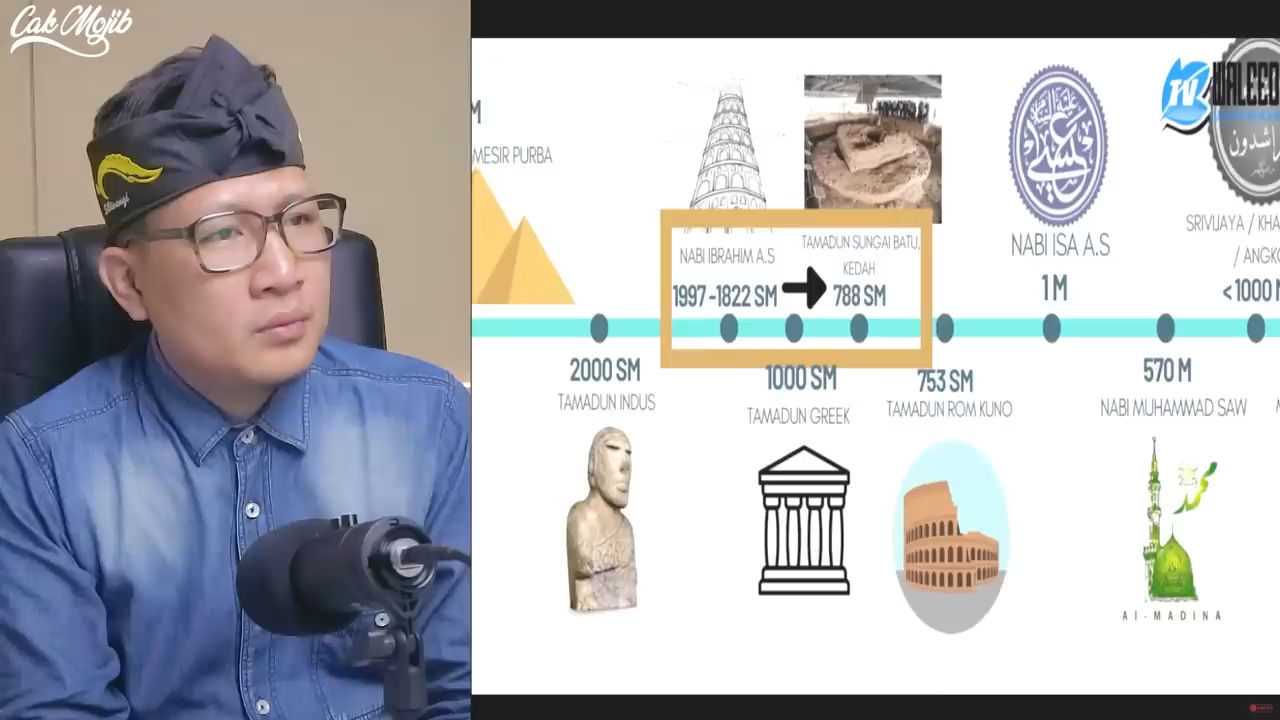 Cak Mojib
WALEED
M
MESIR PURBA
NABI IBRAHIM A.S
1997 -1822 SM
TAMADUN SUNGAI BATU,
KEDAH
788 SM
NABI ISA A.S
1 M
SRIVIJAYA / KHA
/ ANGKO
<1000 M
2000 SM
TAMADUN INDUS
1000 SM
TAMADUN GREEK
753 SM
TAMADUN ROM KUNO
570 M
NABI MUHAMMAD SAW
Al-MADINA